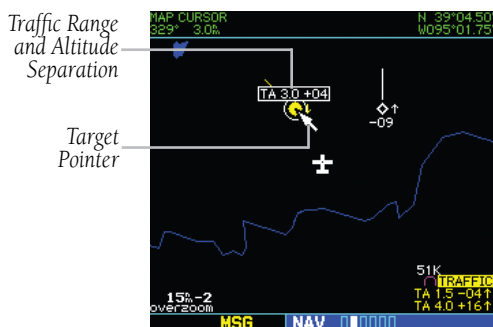 Traffic Range
and Altitude
Separation
Target
Pointer
MAP CURSOR
329° 3.0nm
N 39°04.50'
W095°01.75'
TA 3.0 +04
-09
51K
TRAFFIC
TA 1.5 -04↑
TA 4.0 +16↑
15nm-2
overzoom
MSG
NAV